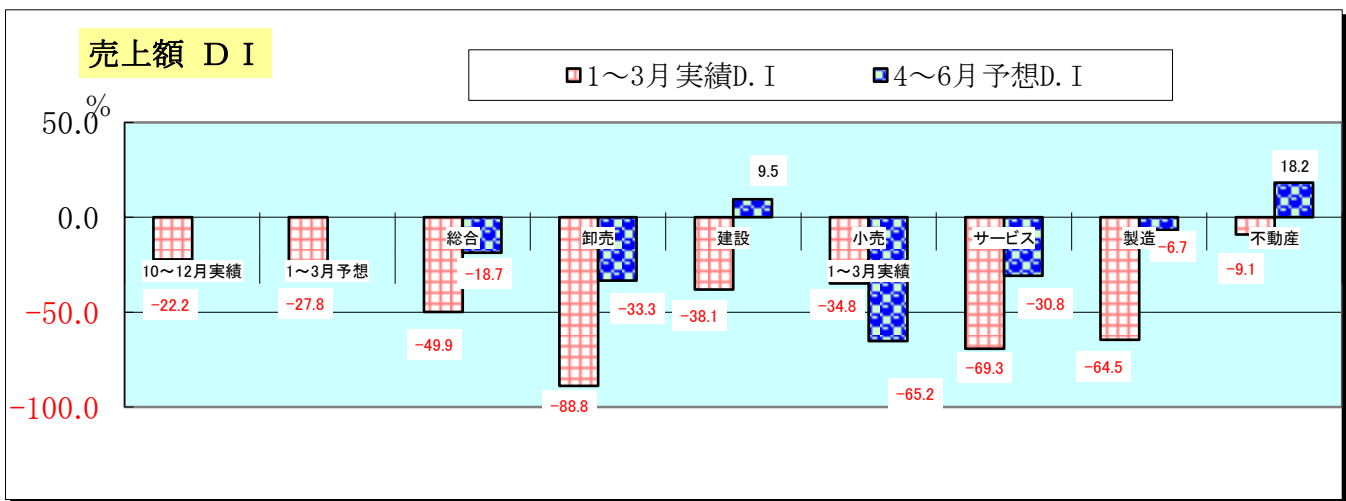 売上額 ＤＩ
1～3月実績D.I
4～6月予想D.I
%
50.0
0.0
-50.0
-100.0
10～12月実績
1～3月予想
総合
卸売
建設
小売
サービス
製造
不動産
1～3月実績
-22.2
-27.8
-49.9
-18.7
-88.8
-33.3
-38.1
9.5
-34.8
-65.2
-69.3
-30.8
-64.5
-6.7
-9.1
18.2